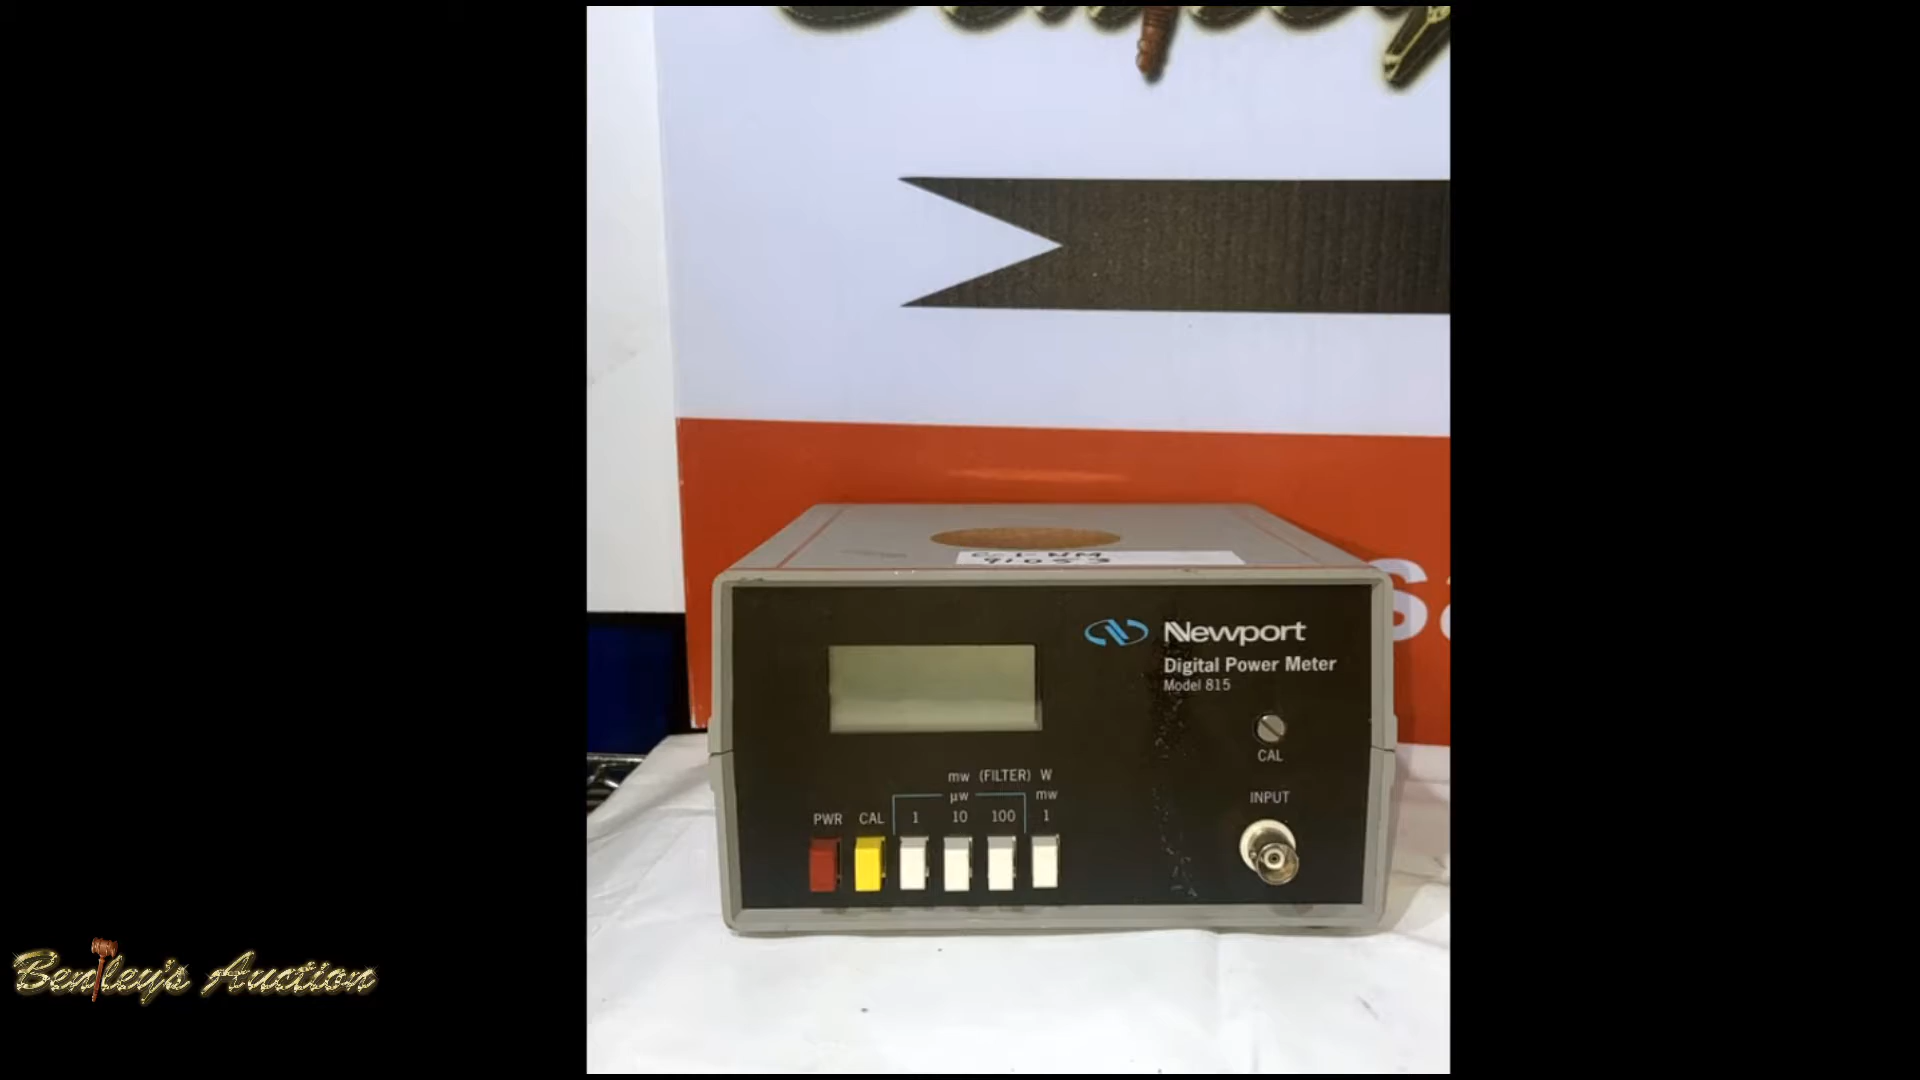 Newport
Digital Power Meter
Model 815
CAL
INPUT
mw (FILTER) W
µw mw
PWR CAL 1 10 100 1
91053
Bentley's Auction